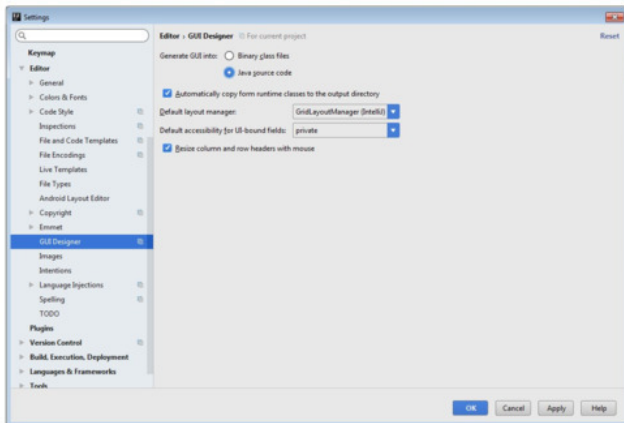 Settings
Keymap
Editor
General
Colors & Fonts
Code Style
Inspections
File and Code Templates
File Encodings
Live Templates
File Types
Android Layout Editor
Copyright
Emmet
GUI Designer
Images
Intentions
Language Injections
Spelling
TODO
Plugins
Version Control
Build, Execution, Deployment
Languages & Frameworks
Tools
Editor › GUI Designer For current project Reset
Generate GUI into: Binary class files
Java source code
Automatically copy form runtime classes to the output directory
Default layout manager: GridLayoutManager (IntelliJ)
Default accessibility for UI-bound fields: private
Resize column and row headers with mouse
OK Cancel Apply Help